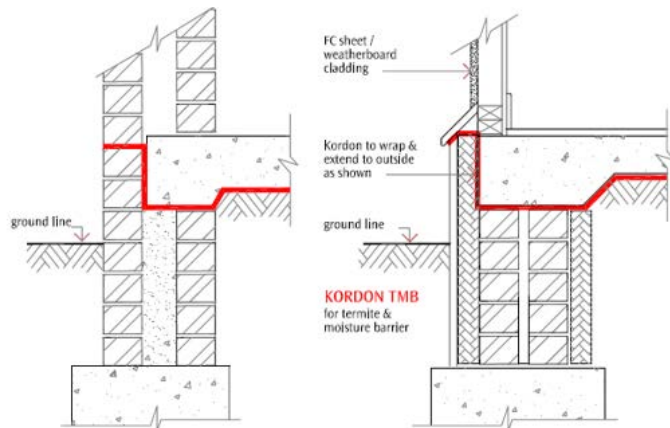 FC sheet /
weatherboard
cladding
Kordon to wrap &
extend to outside
as shown
ground line
ground line
KORDON TMB
for termite &
moisture barrier